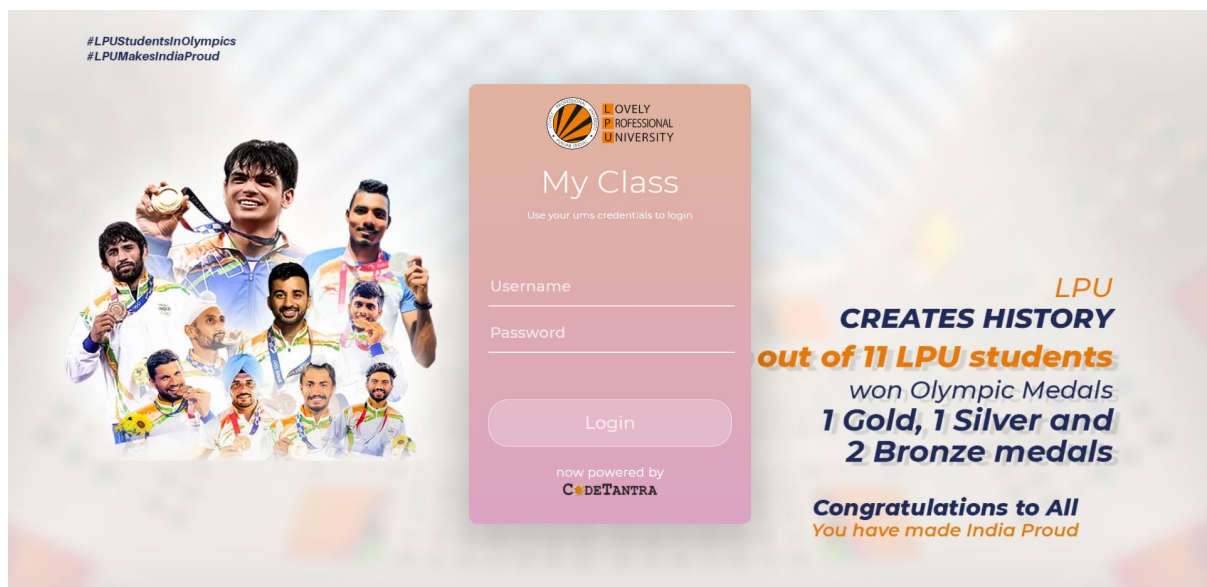 #LPUStudentsInOlympics
#LPUMakesIndiaProud
LOVELY
PROFESSIONAL
UNIVERSITY
My Class
Use your ums credentials to login
Username
Password
Login
now powered by
CODETANTRA
LPU
CREATES HISTORY
out of 11 LPU students
won Olympic Medals
1 Gold, 1 Silver and
2 Bronze medals
Congratulations to All
You have made India Proud